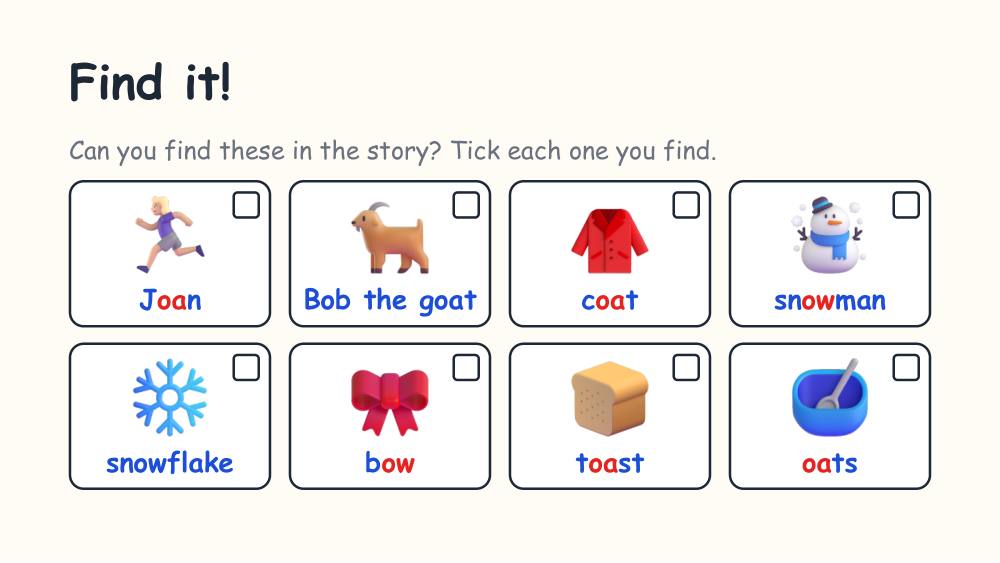 Find it!
Can you find these in the story? Tick each one you find.
Joan
Bob the goat
coat
snowman
snowflake
bow
toast
oats